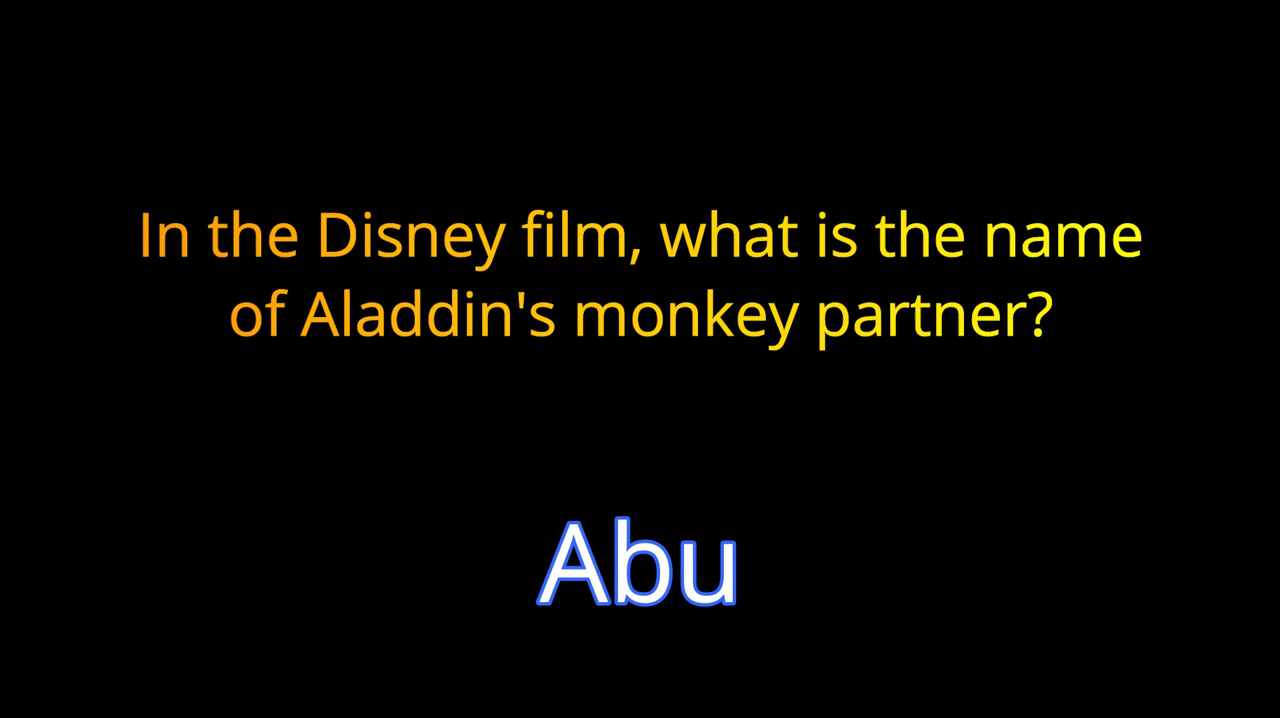 In the Disney film, what is the name
of Aladdin's monkey partner?
Abu